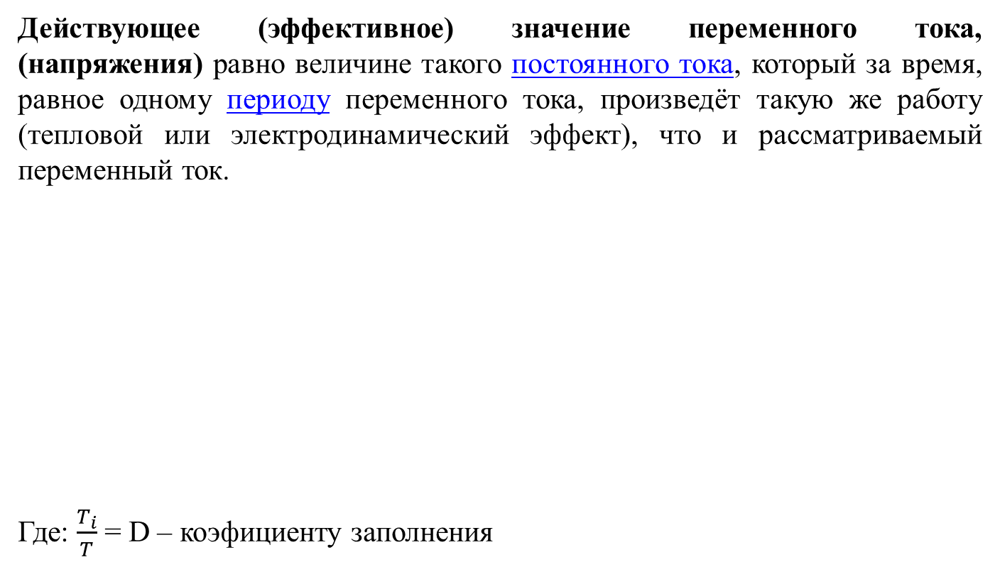 Действующее (эффективное) значение переменного тока,
(напряжения) равно величине такого постоянного тока, который за время,
равное одному периоду переменного тока, произведёт такую же работу
(тепловой или электродинамический эффект), что и рассматриваемый
переменный ток.
Где: T_i/T = D – коэфициенту заполнения